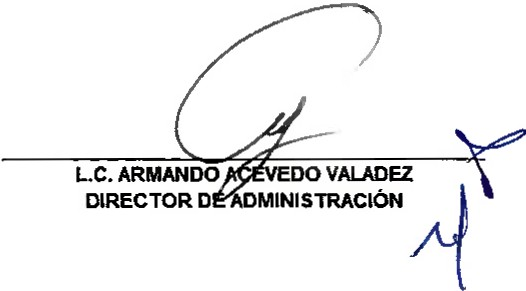 L.C. ARMANDO ACEVEDO VALADEZ
DIRECTOR DE ADMINISTRACIÓN